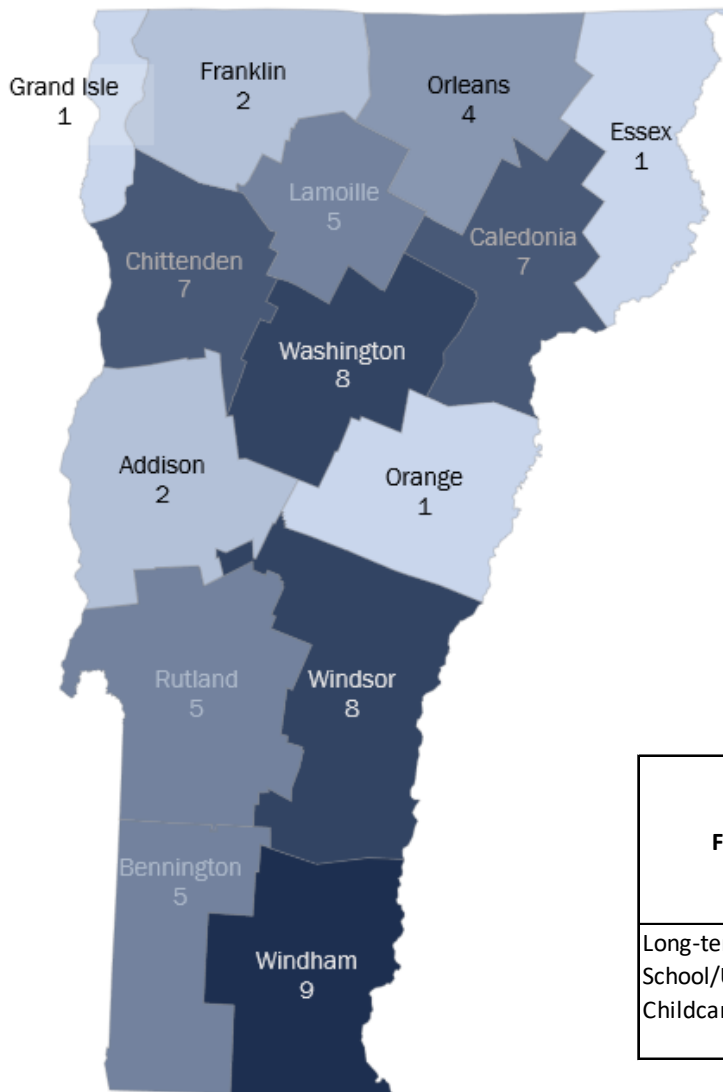 Franklin
2
Grand Isle
1
Orleans
4
Essex
1
Lamoille
5
Caledonia
7
Chittenden
7
Washington
8
Addison
2
Orange
1
Rutland
5
Windsor
8
Bennington
5
Windham
9
F
Long-te
School/
Childcar